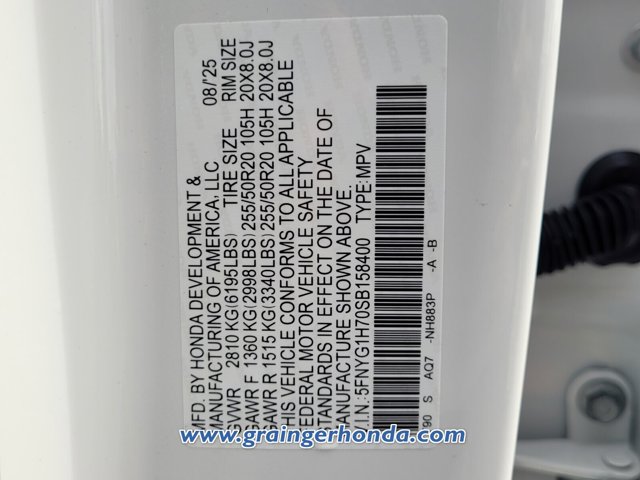 MFD. BY HONDA DEVELOPMENT &
MANUFACTURING OF AMERICA, LLC 08/25
GVWR 2810 KG(6195LBS) TIRE SIZE RIM SIZE
GAWR F 1360 KG(2998LBS) 255/50R20 105H 20X8.0J
GAWR R 1515 KG(3340LBS) 255/50R20 105H 20X8.0J
THIS VEHICLE CONFORMS TO ALL APPLICABLE
FEDERAL MOTOR VEHICLE SAFETY
STANDARDS IN EFFECT ON THE DATE OF
MANUFACTURE SHOWN ABOVE.
V.I.N.:5FNYG1H70SB158400 TYPE: MPV
90 S AQ7 -NH883P -A -B
www.graingerhonda.com